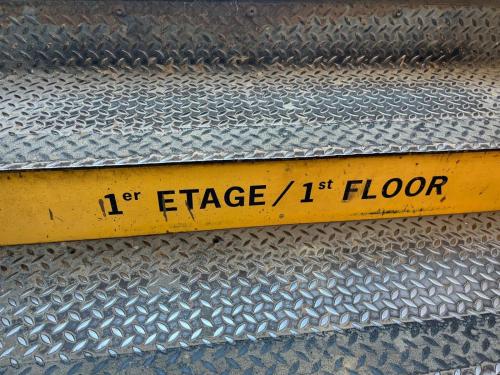 1er ETAGE / 1st FLOOR